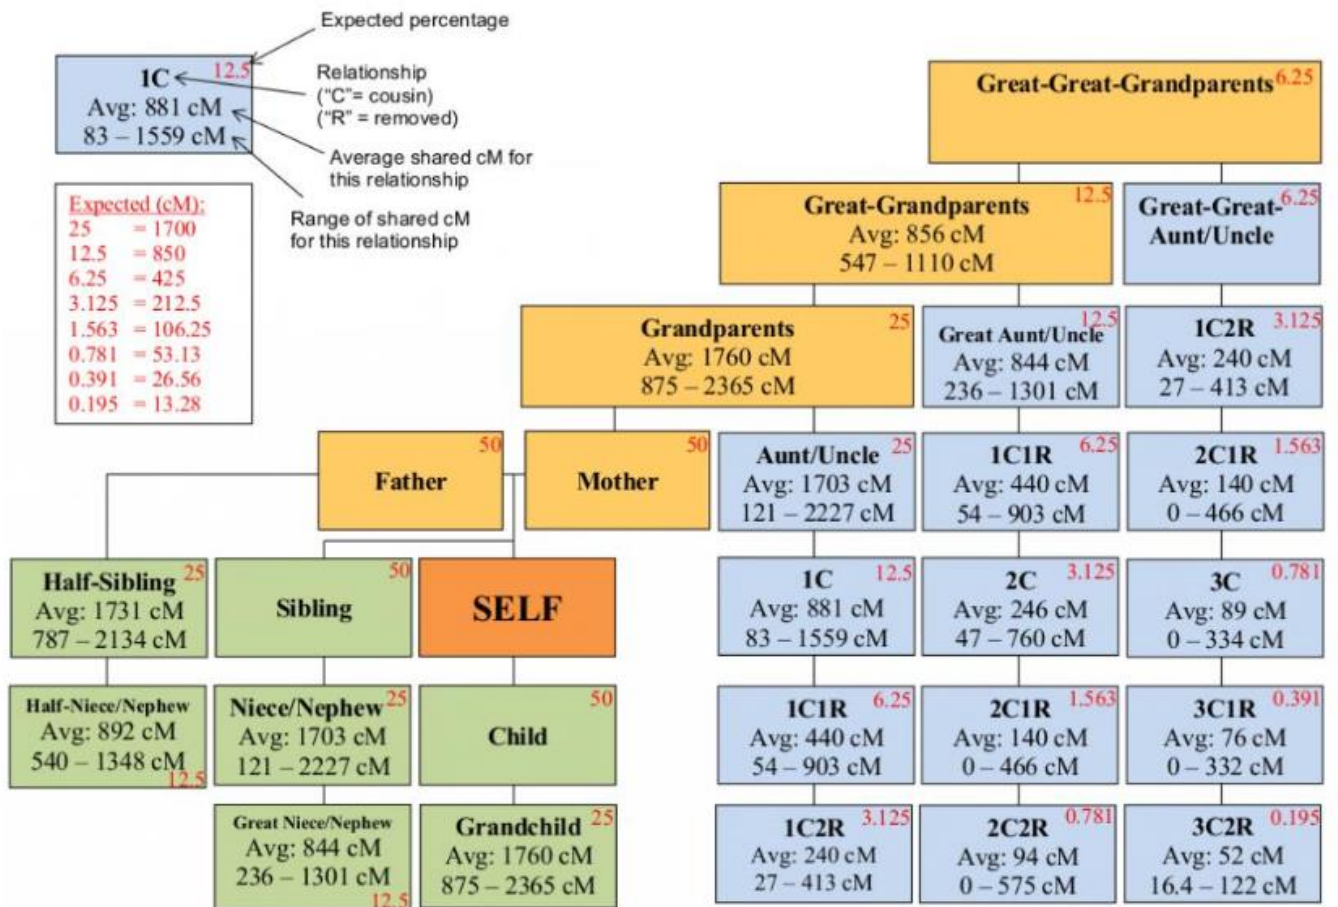 Expected percentage
12.5
1C
Avg: 881 cM
83 – 1559 cM
Relationship
("C"= cousin)
("R" = removed)
Average shared cM for
this relationship
Range of shared cM
for this relationship
Expected (cM):
25 = 1700
12.5 = 850
6.25 = 425
3.125 = 212.5
1.563 = 106.25
0.781 = 53.13
0.391 = 26.56
0.195 = 13.28
Great-Great-Grandparents 6.25
Great-Grandparents 12.5
Avg: 856 cM
547 – 1110 cM
Great-Great- 6.25
Aunt/Uncle
Grandparents 25
Avg: 1760 cM
875 – 2365 cM
12.5
Great Aunt/Uncle
Avg: 844 cM
236 – 1301 cM
1C2R 3.125
Avg: 240 cM
27 – 413 cM
50
Father
50
Mother
Aunt/Uncle 25
Avg: 1703 cM
121 – 2227 cM
1C1R 6.25
Avg: 440 cM
54 – 903 cM
2C1R 1.563
Avg: 140 cM
0 – 466 cM
Half-Sibling 25
Avg: 1731 cM
787 – 2134 cM
50
Sibling
SELF
1C 12.5
Avg: 881 cM
83 – 1559 cM
2C 3.125
Avg: 246 cM
47 – 760 cM
3C 0.781
Avg: 89 cM
0 – 334 cM
Half-Niece/Nephew
Avg: 892 cM
540 – 1348 cM
12.5
Niece/Nephew 25
Avg: 1703 cM
121 – 2227 cM
50
Child
1C1R 6.25
Avg: 440 cM
54 – 903 cM
2C1R 1.563
Avg: 140 cM
0 – 466 cM
3C1R 0.391
Avg: 76 cM
0 – 332 cM
Great Niece/Nephew
Avg: 844 cM
236 – 1301 cM
12.5
Grandchild 25
Avg: 1760 cM
875 – 2365 cM
1C2R 3.125
Avg: 240 cM
27 – 413 cM
2C2R 0.781
Avg: 94 cM
0 – 575 cM
3C2R 0.195
Avg: 52 cM
16.4 – 122 cM